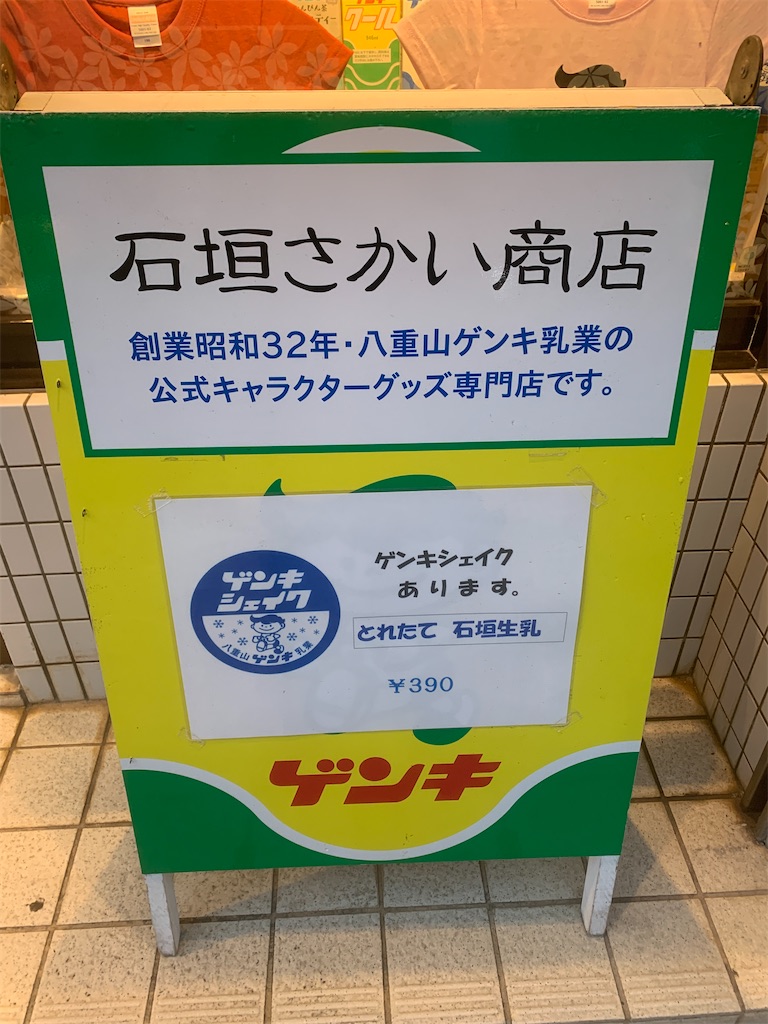 クール
石垣さかい商店
創業昭和32年・八重山ゲンキ乳業の
公式キャラクターグッズ専門店です。
ゲンキ
シェイク
八重山ゲンキ乳業
ゲンキシェイク
あります。
とれたて 石垣生乳
￥390
ゲンキ